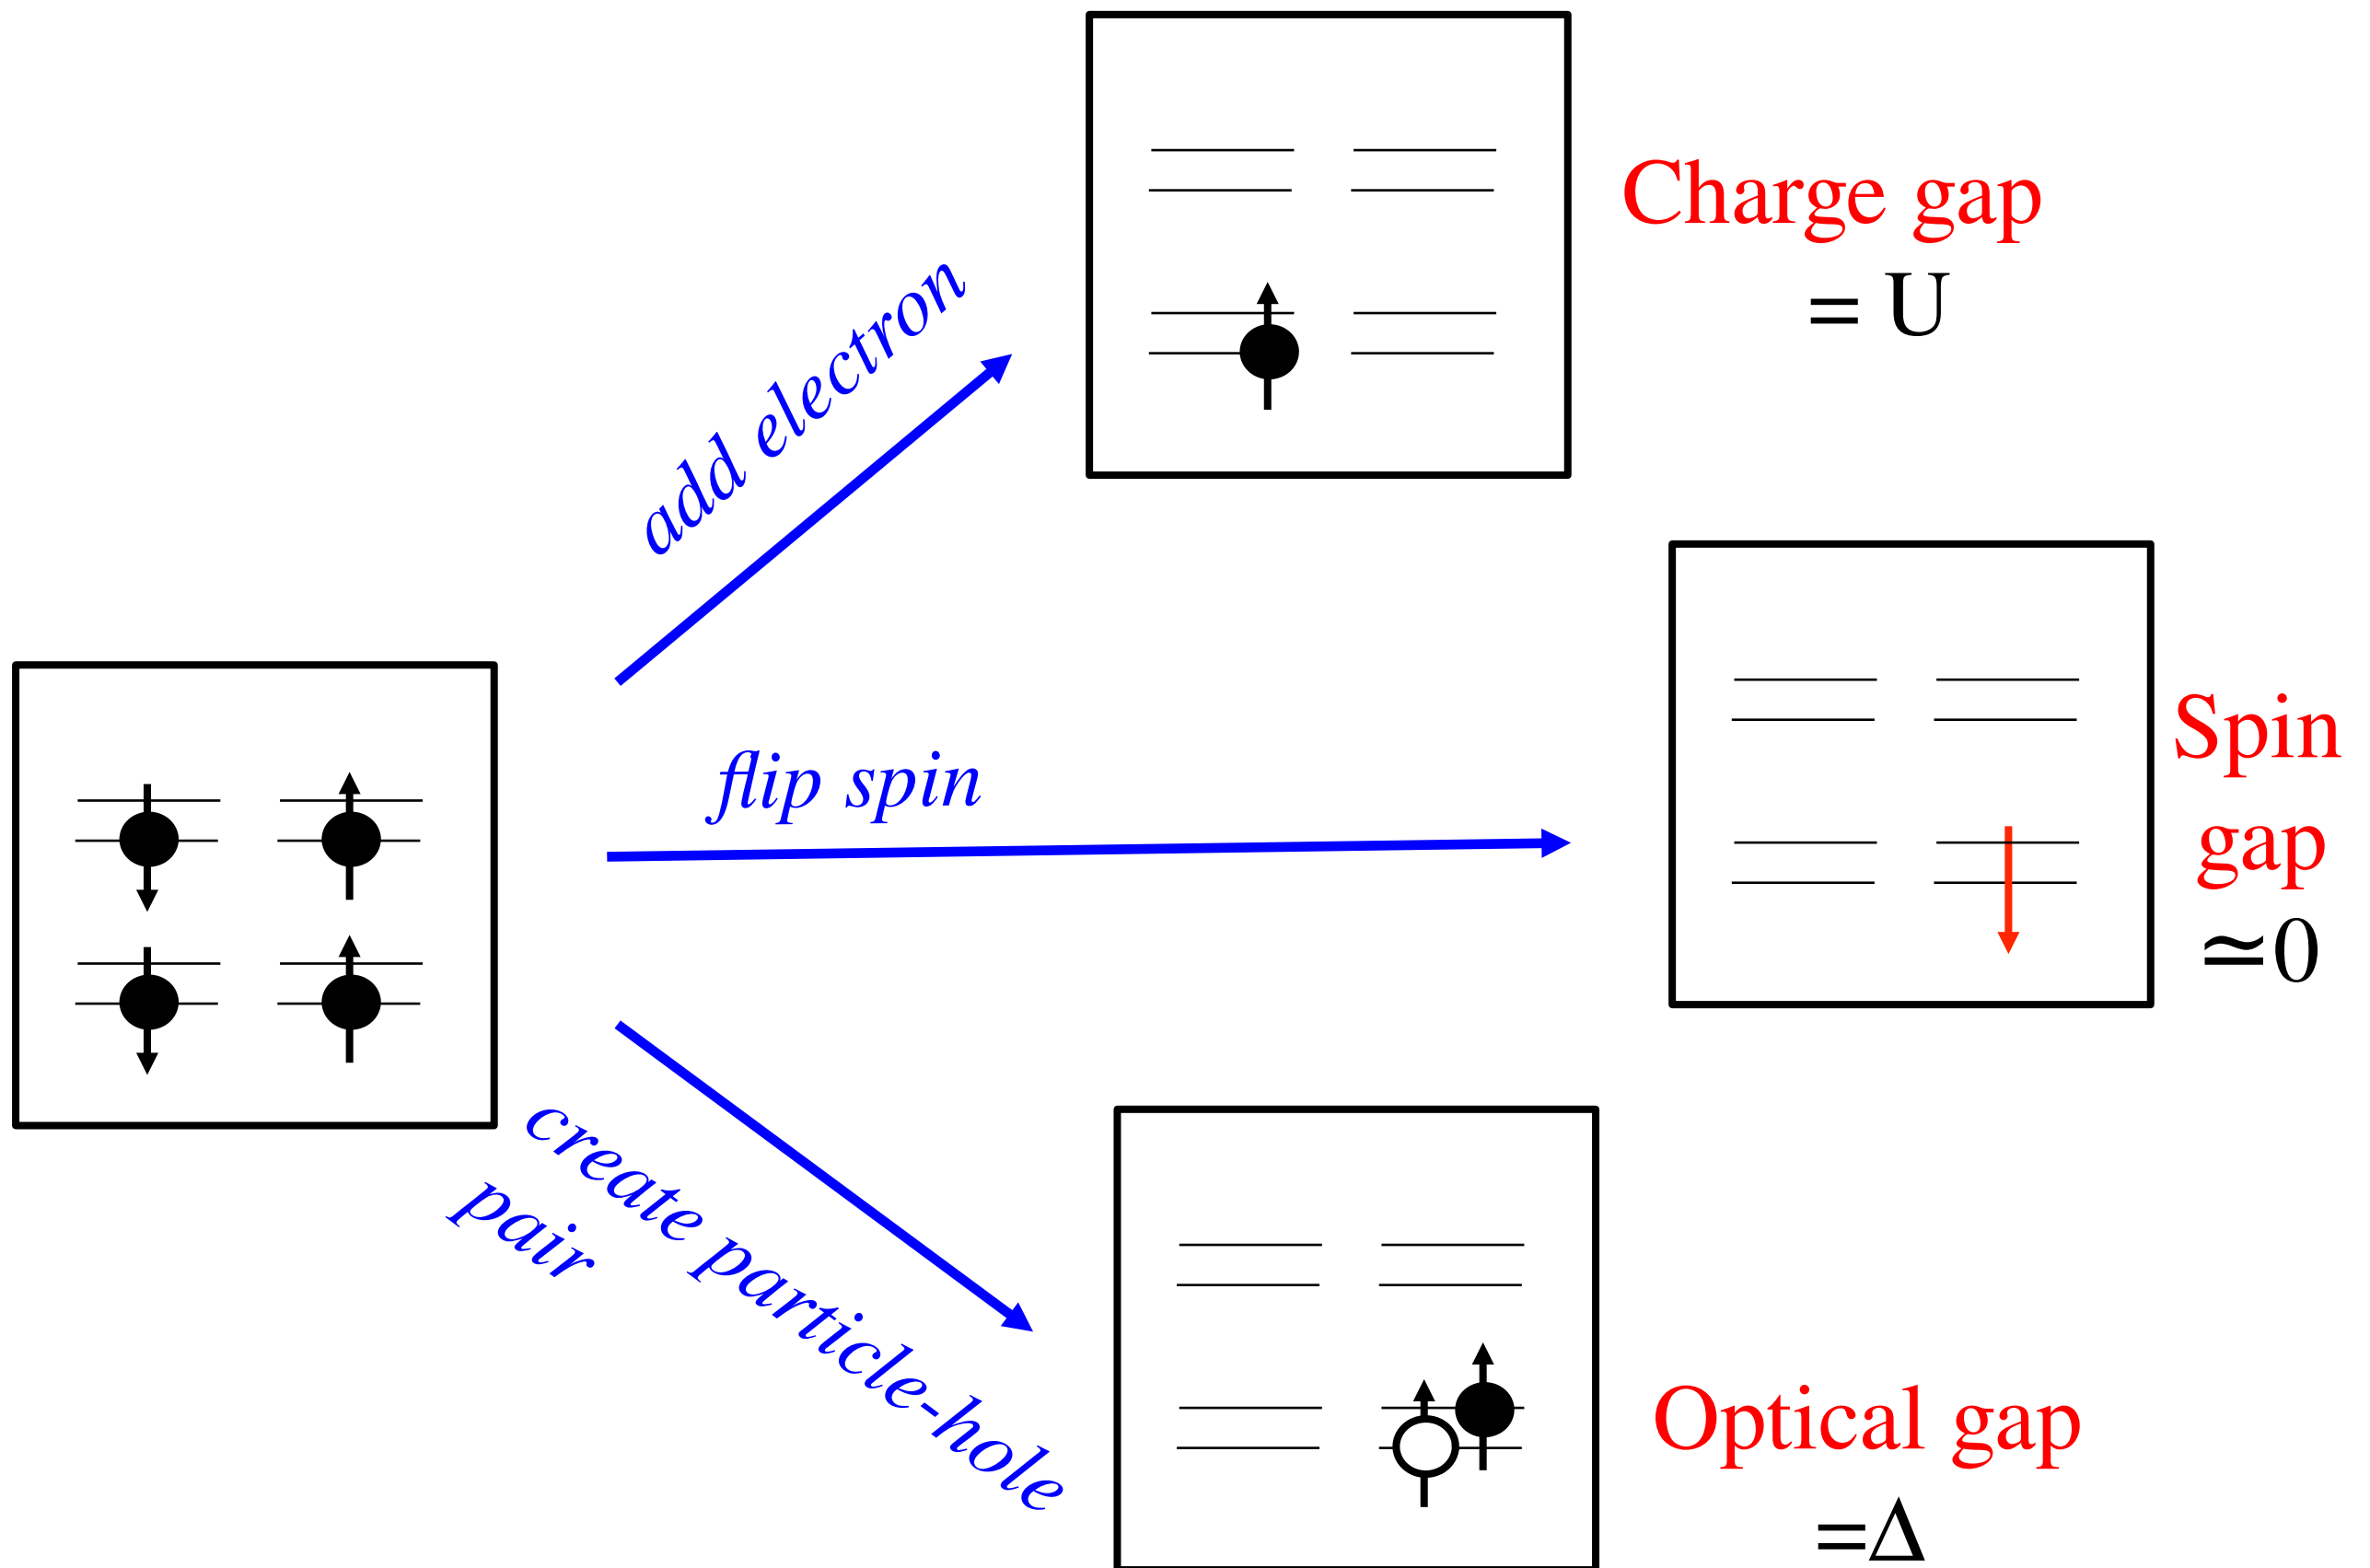 add electron
Charge gap
= U
flip spin
Spin
gap
≅0
create particle-hole
pair
Optical gap
=Δ